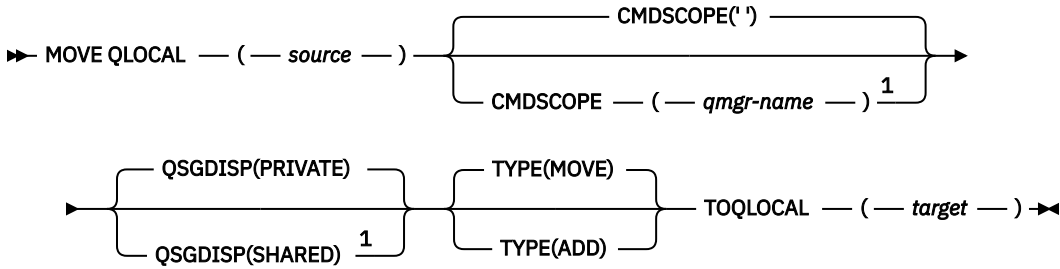 CMDSCOPE(' ')
MOVE QLOCAL ( source )
CMDSCOPE ( qmgr-name ) 1
QSGDISP(PRIVATE) TYPE(MOVE)
TOQLOCAL ( target )
QSGDISP(SHARED) 1 TYPE(ADD)